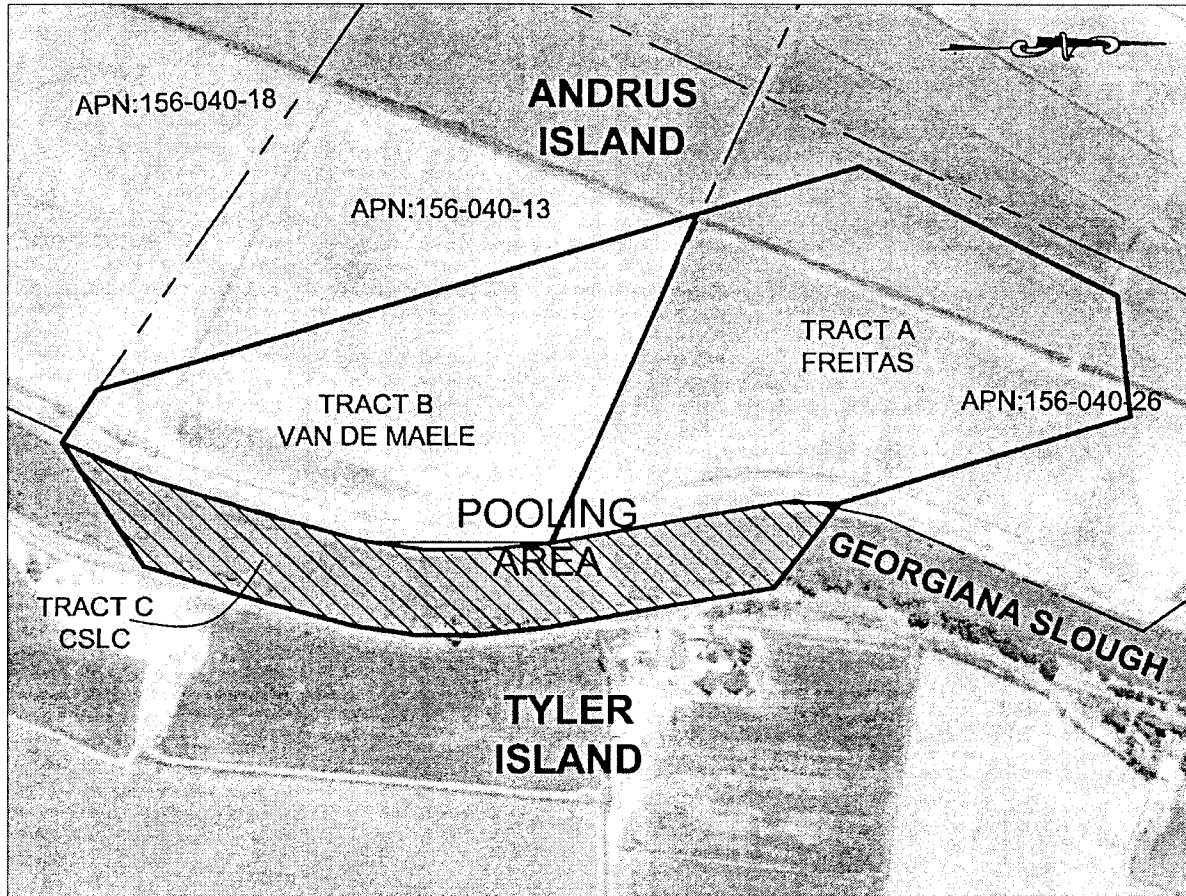 ANDRUS
ISLAND
APN:156-040-18
APN:156-040-13
TRACT A
FREITAS
APN:156-040-26
TRACT B
VAN DE MAELE
POOLING
AREA
GEORGIANA SLOUGH
TRACT C
CSLC
TYLER
ISLAND